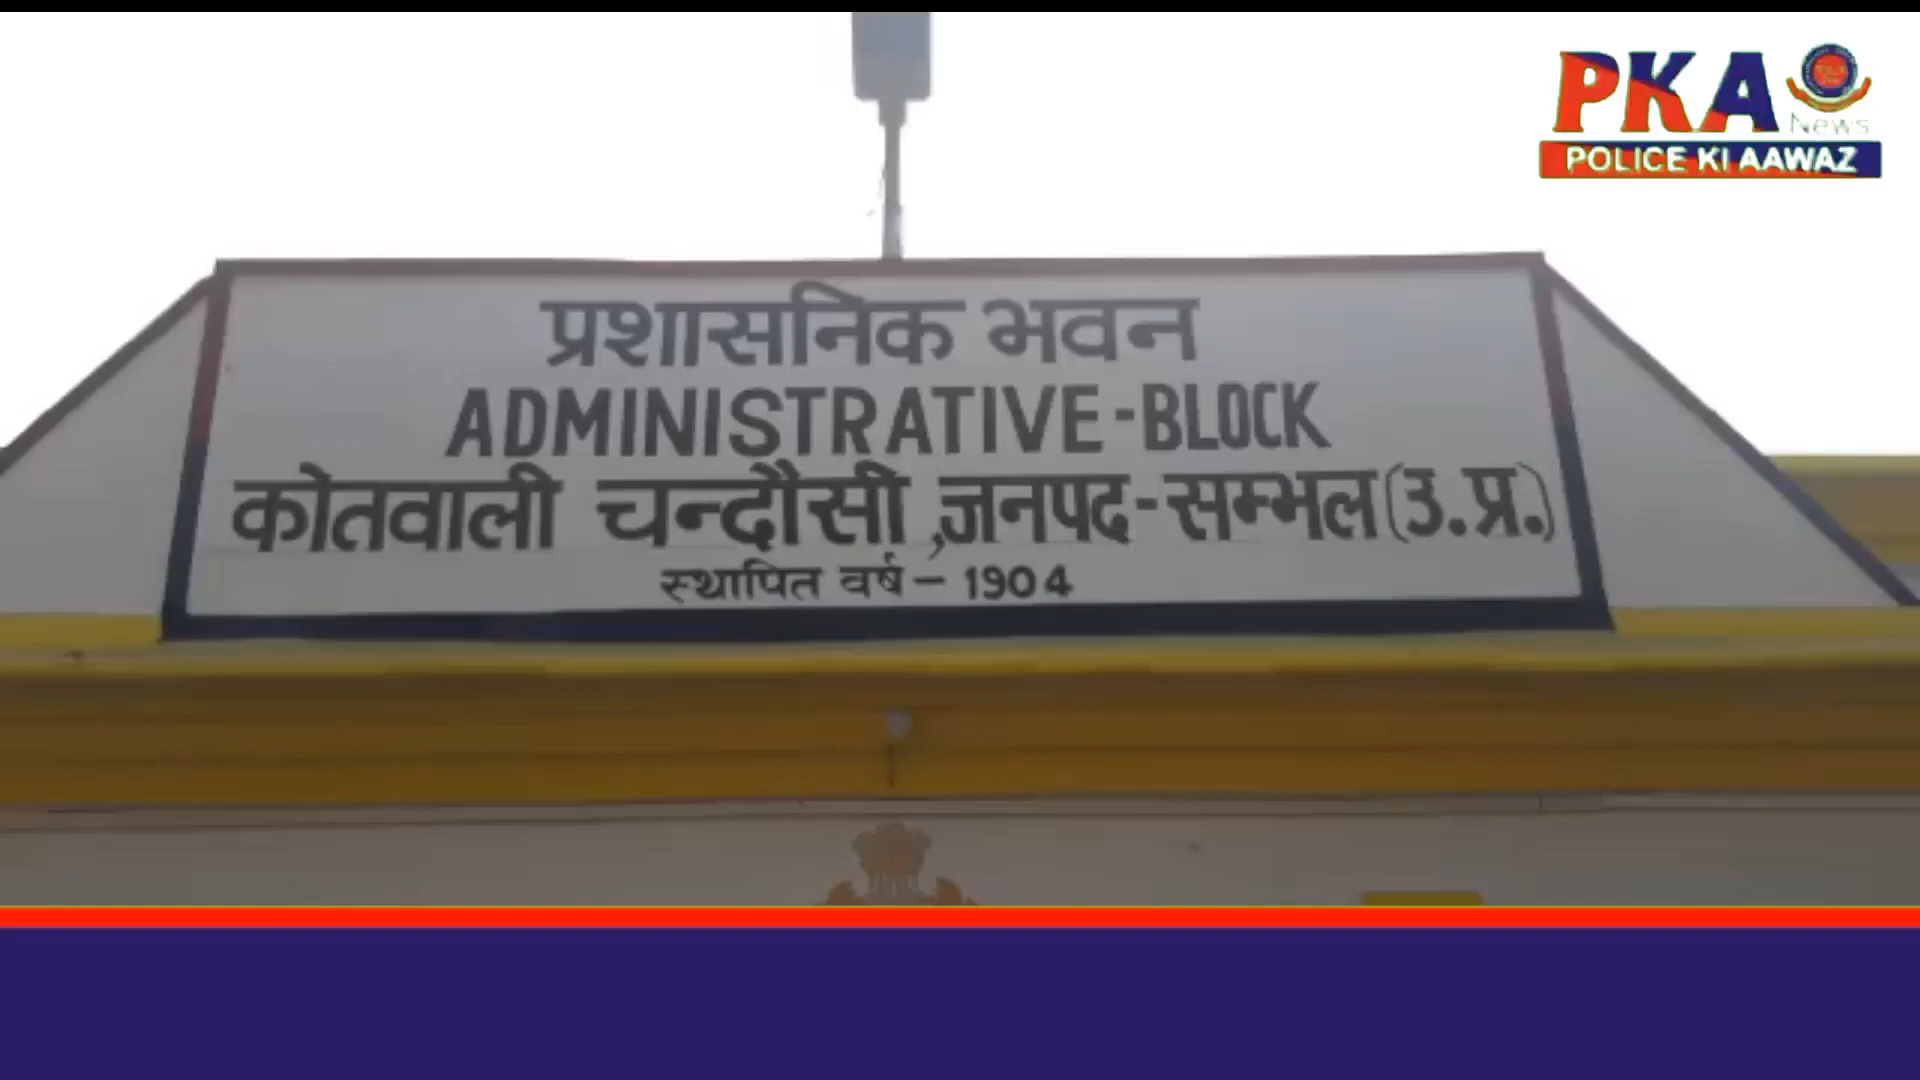 PKA
News
POLICE KI AAWAZ
प्रशासनिक भवन
ADMINISTRATIVE-BLOCK
कोतवाली चन्दौसी, जनपद-सम्भल(उ.प्र.)
स्थापित वर्ष- 1904